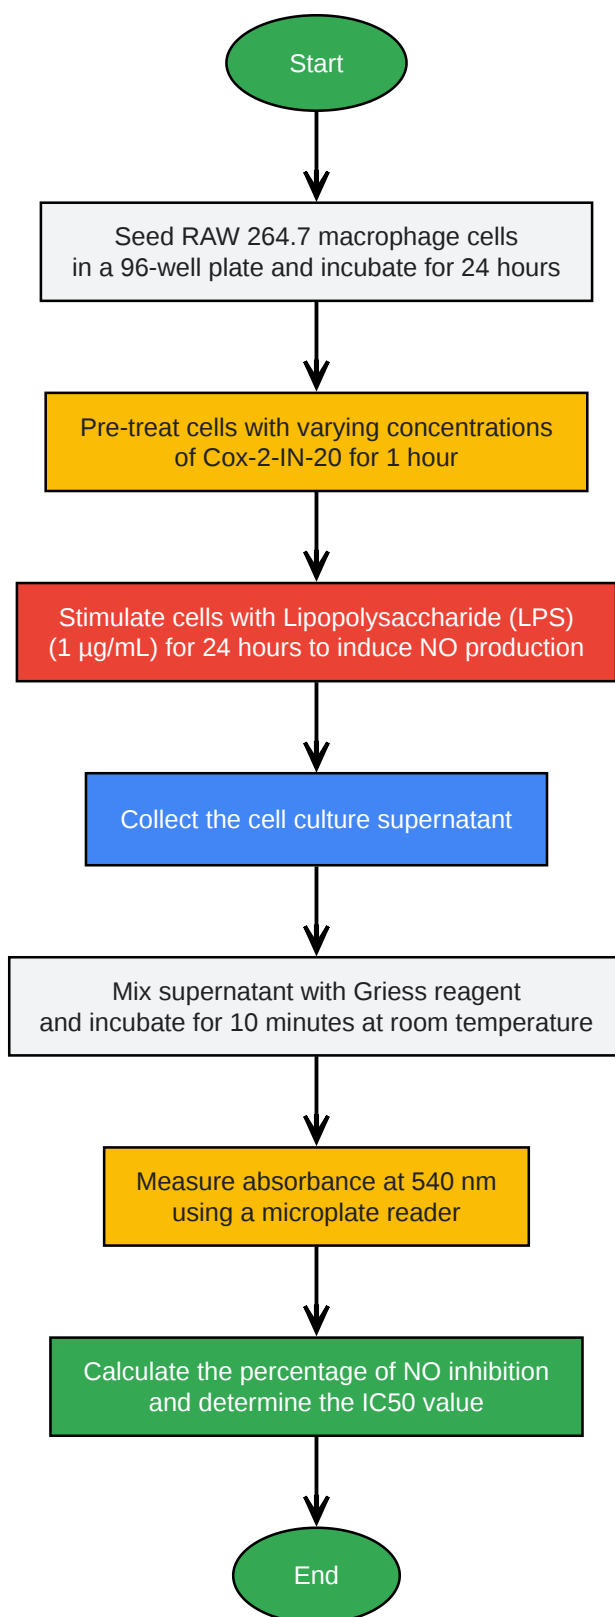 Start
Seed RAW 264.7 macrophage cells
in a 96-well plate and incubate for 24 hours
Pre-treat cells with varying concentrations
of Cox-2-IN-20 for 1 hour
Stimulate cells with Lipopolysaccharide (LPS)
(1 µg/mL) for 24 hours to induce NO production
Collect the cell culture supernatant
Mix supernatant with Griess reagent
and incubate for 10 minutes at room temperature
Measure absorbance at 540 nm
using a microplate reader
Calculate the percentage of NO inhibition
and determine the IC50 value
End